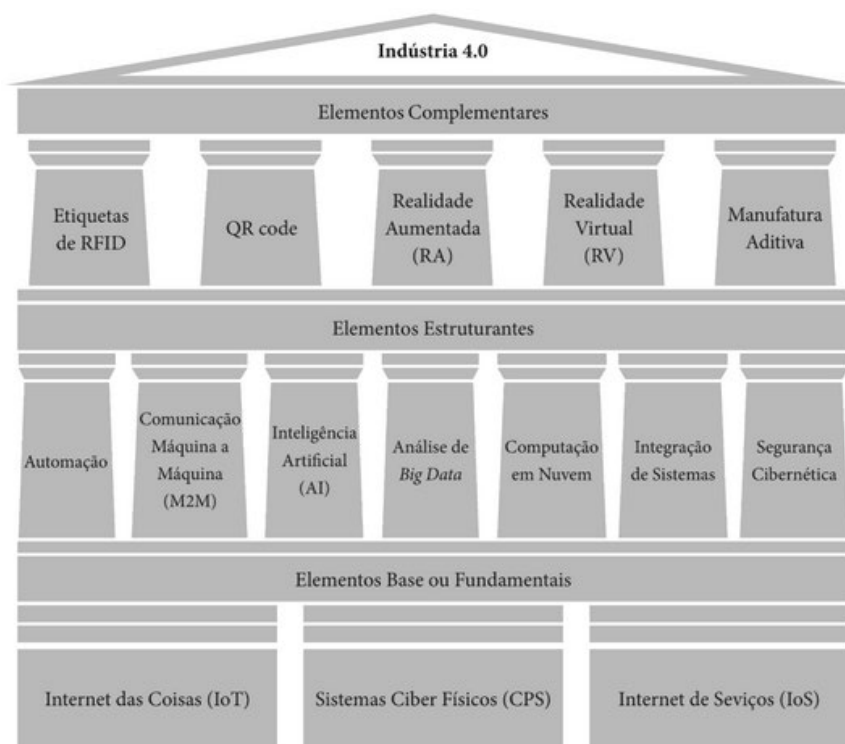 Indústria 4.0
Elementos Complementares
Etiquetas
de RFID
QR code
Realidade
Aumentada
(RA)
Realidade
Virtual
(RV)
Manufatura
Aditiva
Elementos Estruturantes
Automação
Comunicação
Máquina a
Máquina
(M2M)
Inteligência
Artificial
(AI)
Análise de
Big Data
Computação
em Nuvem
Integração
de Sistemas
Segurança
Cibernética
Elementos Base ou Fundamentais
Internet das Coisas (IoT)
Sistemas Ciber Físicos (CPS)
Internet de Seviços (IoS)